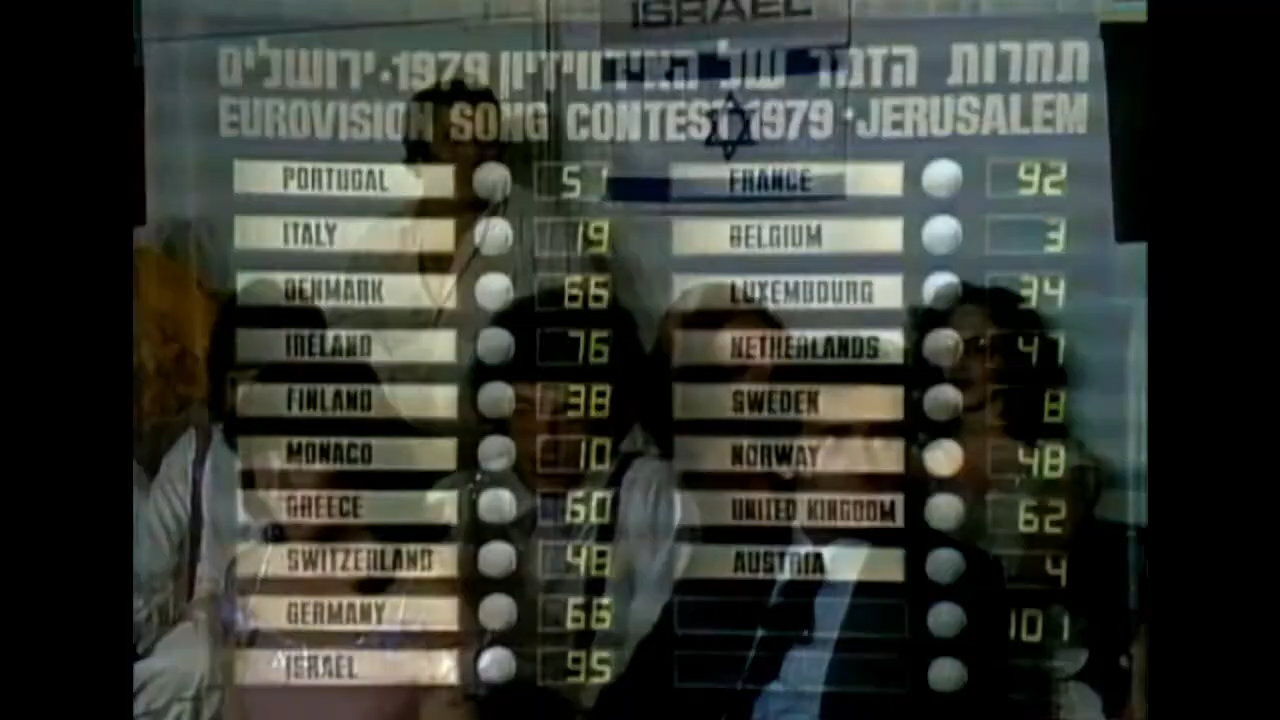 ISRAEL
תחרות הזמר של האירוויזיון 1979·ירושלים
EUROVISION SONG CONTEST 1979·JERUSALEM
PORTUGAL FRANCE 92
ITALY 19 BELGIUM 3
DENMARK 66 LUXEMBOURG 34
IRELAND 76 NETHERLANDS 47
FINLAND 38 SWEDEN 8
MONACO 10 NORWAY 48
GREECE 60 UNITED KINGDOM 62
SWITZERLAND 48 AUSTRIA 4
GERMANY 66 101
ISRAEL 95